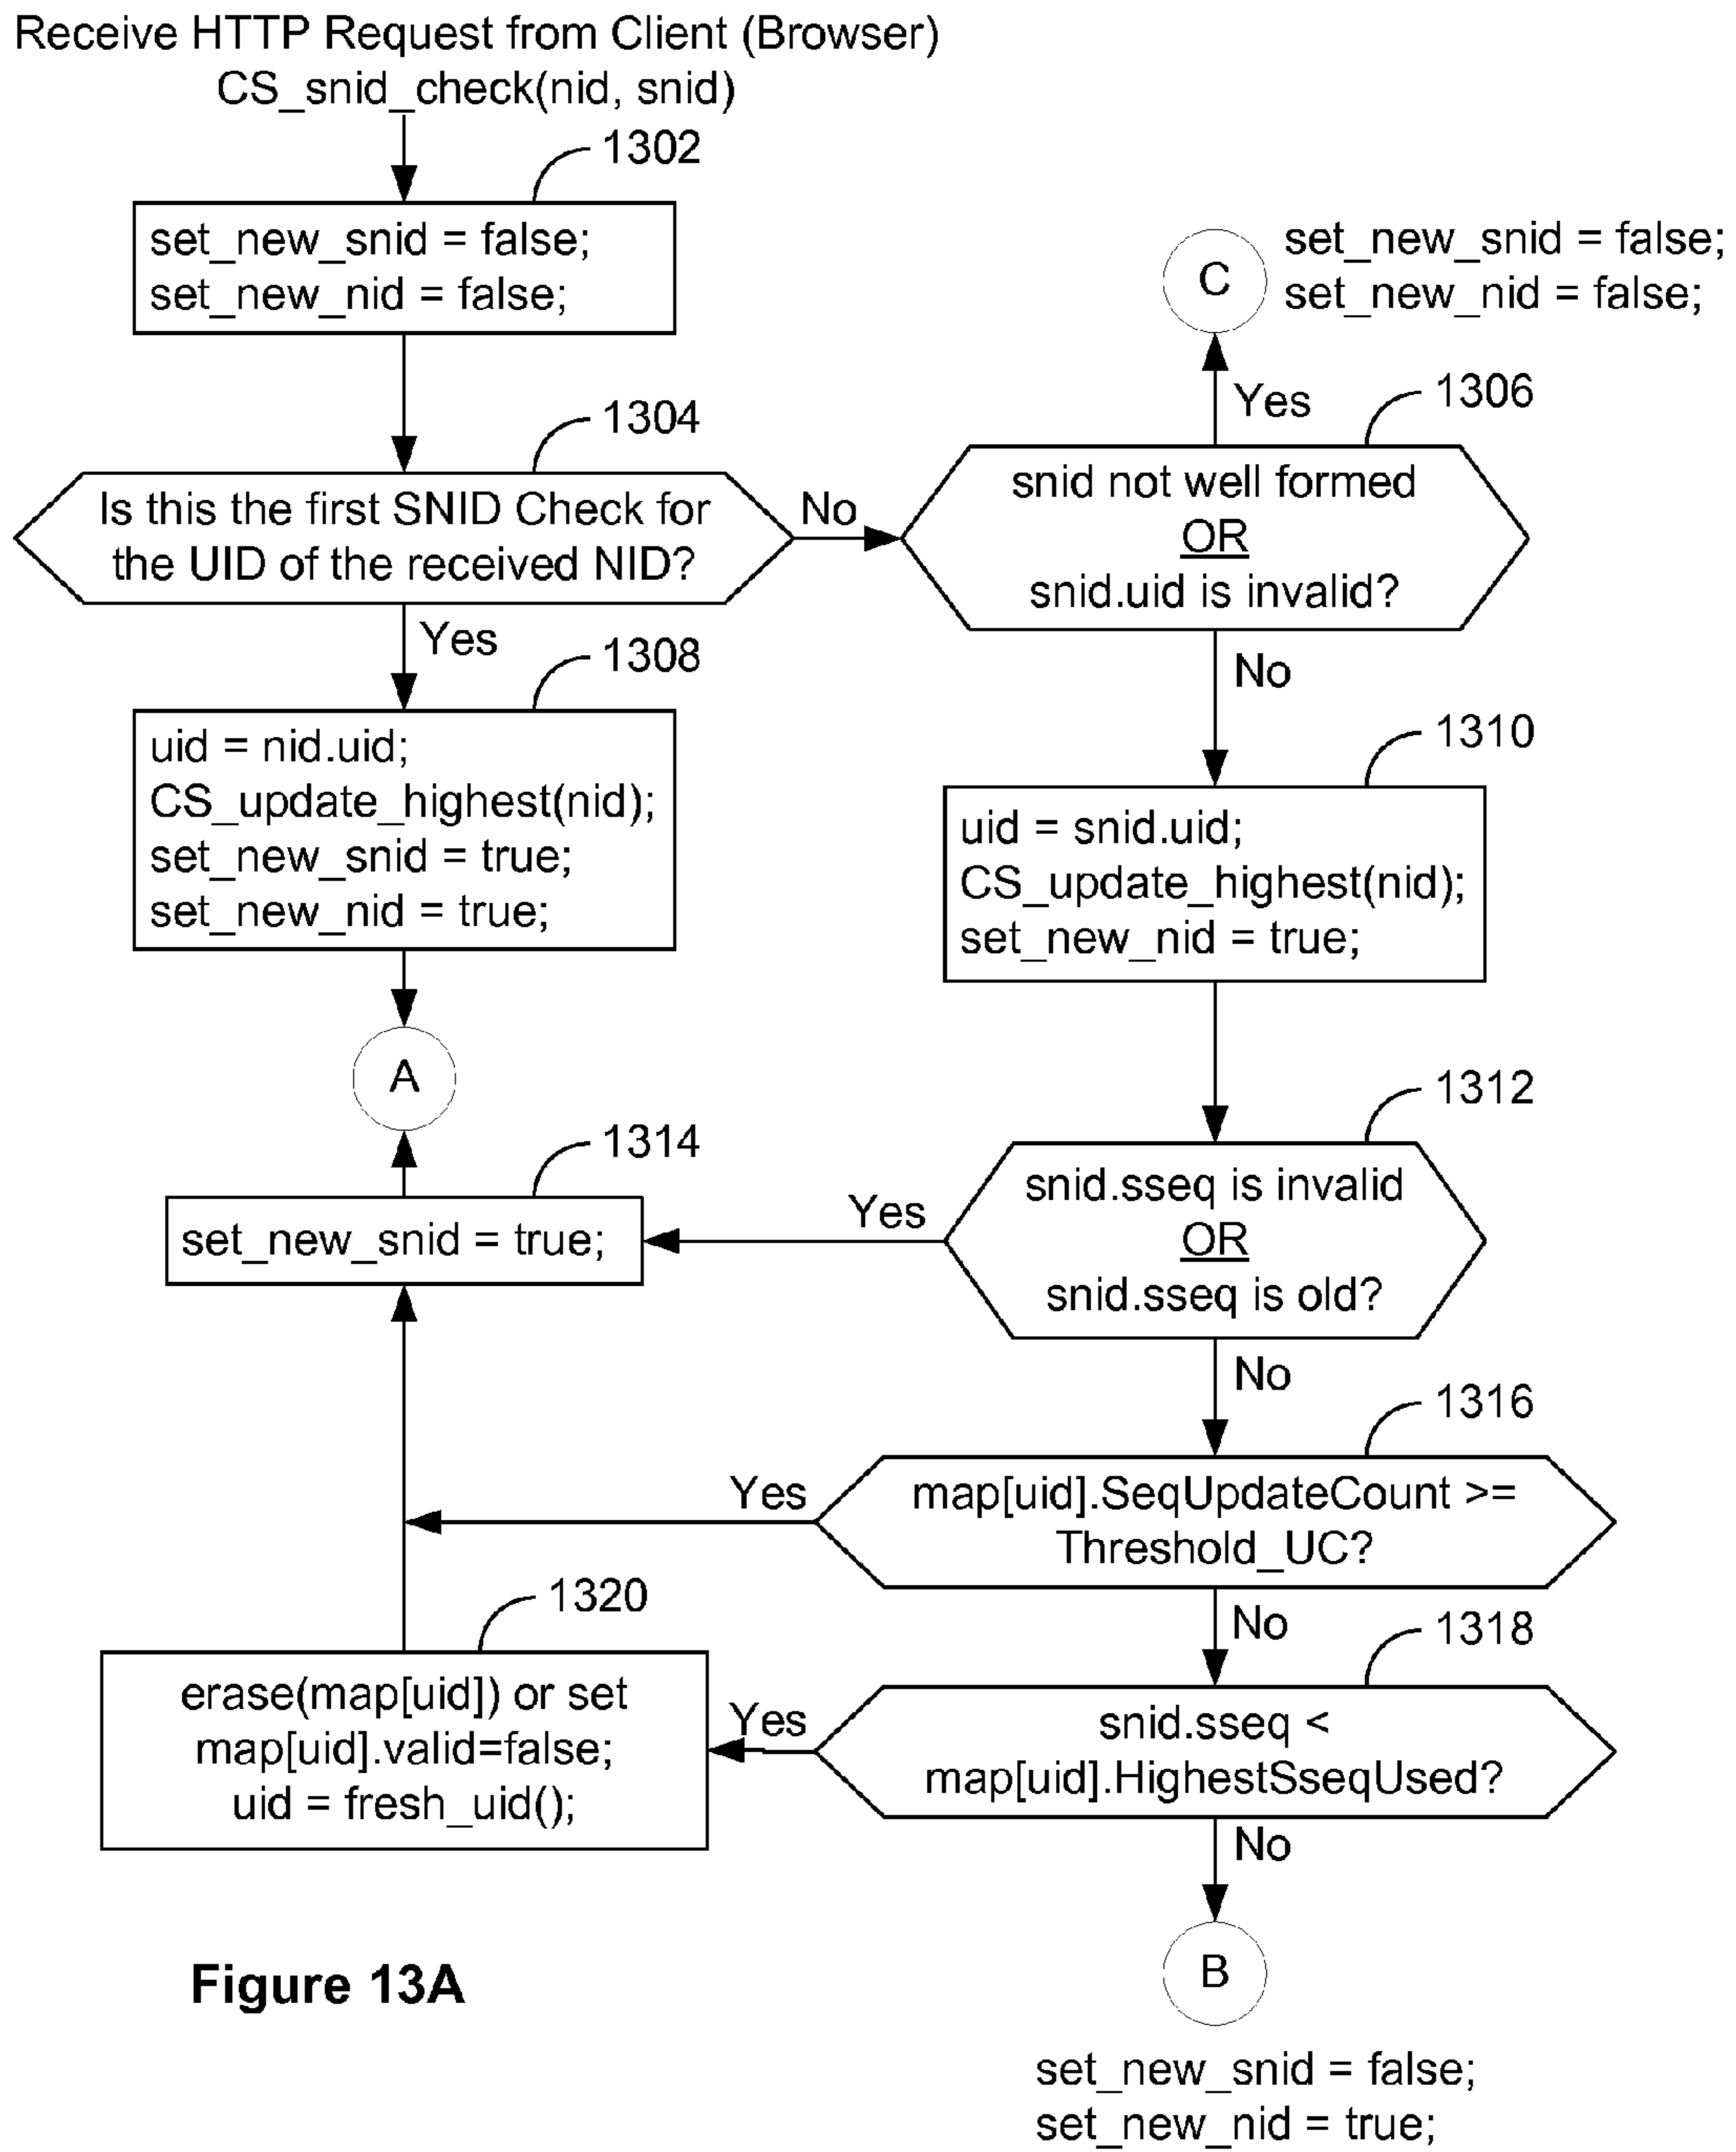 Receive HTTP Request from Client (Browser)
CS_snid_check(nid, snid)
1302
set_new_snid = false;
set_new_nid = false;
C
set_new_snid = false;
set_new_nid = false;
Yes
1304
1306
Is this the first SNID Check for
the UID of the received NID?
No
snid not well formed
OR
snid.uid is invalid?
Yes
No
1308
uid = nid.uid;
CS_update_highest(nid);
set_new_snid = true;
set_new_nid = true;
1310
uid = snid.uid;
CS_update_highest(nid);
set_new_nid = true;
A
1312
snid.sseq is invalid
OR
snid.sseq is old?
Yes
1314
set_new_snid = true;
No
1316
map[uid].SeqUpdateCount >=
Threshold_UC?
Yes
No
1318
snid.sseq <
map[uid].HighestSseqUsed?
Yes
1320
erase(map[uid]) or set
map[uid].valid=false;
uid = fresh_uid();
No
B
set_new_snid = false;
set_new_nid = true;
Figure 13A